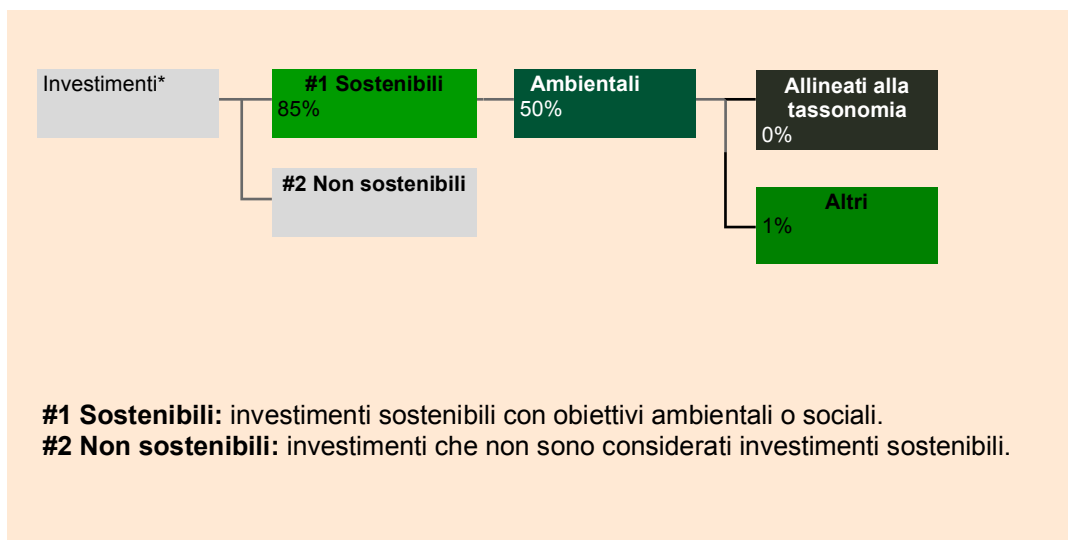 Investimenti*
#1 Sostenibili
85%
Ambientali
50%
Allineati alla
tassonomia
0%
#2 Non sostenibili
Altri
1%
#1 Sostenibili: investimenti sostenibili con obiettivi ambientali o sociali.
#2 Non sostenibili: investimenti che non sono considerati investimenti sostenibili.